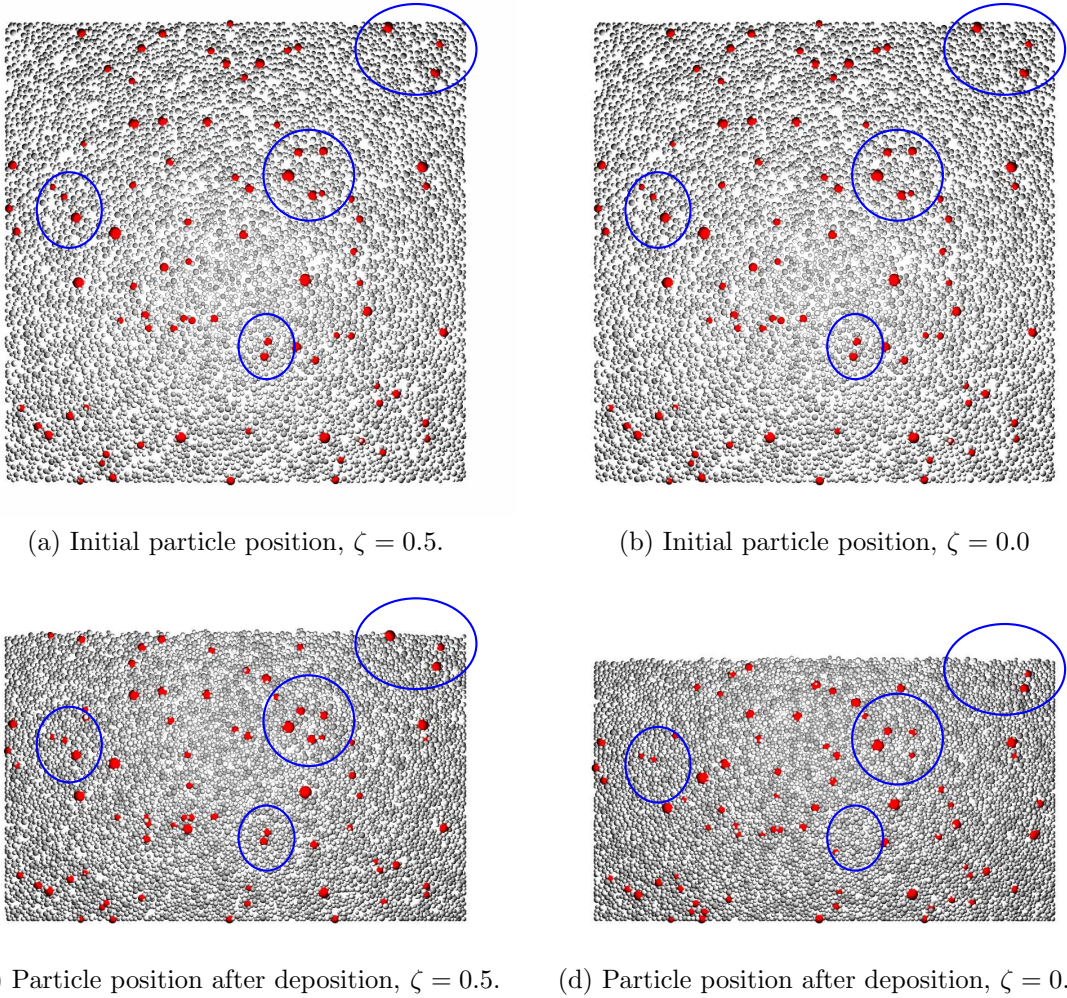 (a) Initial particle position, ζ = 0.5.
(b) Initial particle position, ζ = 0.0
) Particle position after deposition, ζ = 0.5.
(d) Particle position after deposition, ζ = 0.